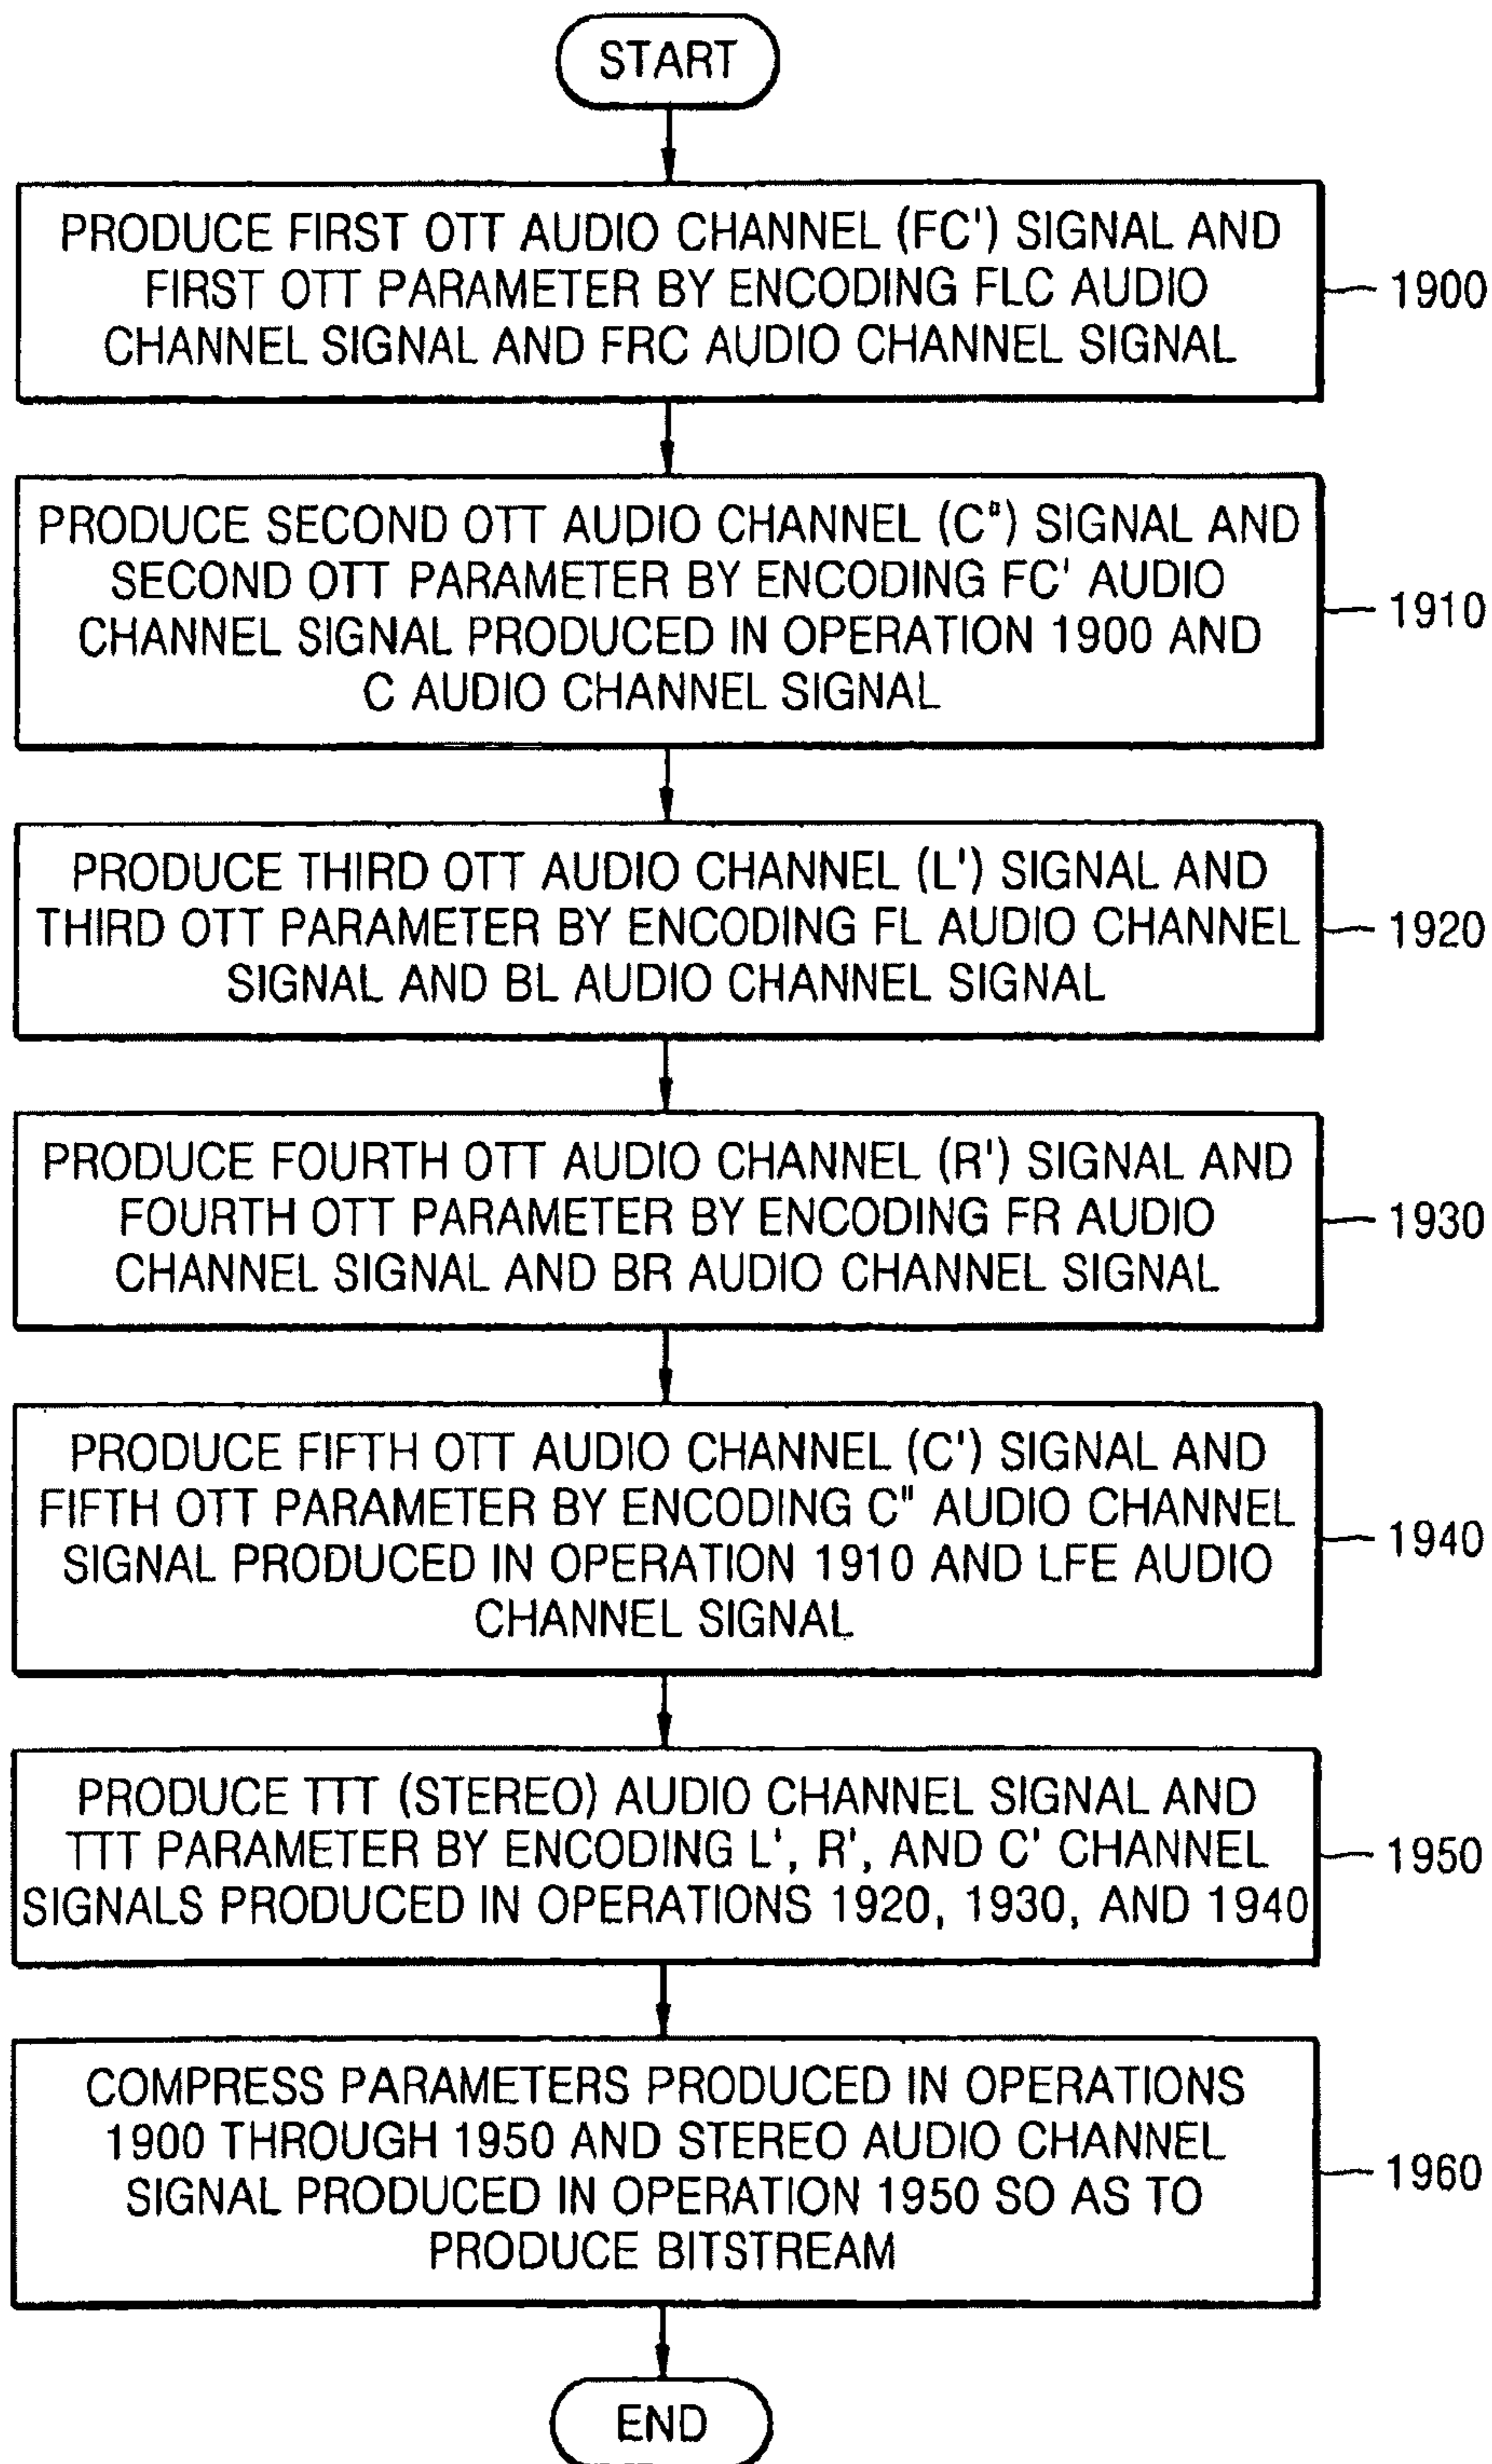 START
PRODUCE FIRST OTT AUDIO CHANNEL (FC') SIGNAL AND
FIRST OTT PARAMETER BY ENCODING FLC AUDIO
CHANNEL SIGNAL AND FRC AUDIO CHANNEL SIGNAL
1900
PRODUCE SECOND OTT AUDIO CHANNEL (C") SIGNAL AND
SECOND OTT PARAMETER BY ENCODING FC' AUDIO
CHANNEL SIGNAL PRODUCED IN OPERATION 1900 AND
C AUDIO CHANNEL SIGNAL
1910
PRODUCE THIRD OTT AUDIO CHANNEL (L') SIGNAL AND
THIRD OTT PARAMETER BY ENCODING FL AUDIO CHANNEL
SIGNAL AND BL AUDIO CHANNEL SIGNAL
1920
PRODUCE FOURTH OTT AUDIO CHANNEL (R') SIGNAL AND
FOURTH OTT PARAMETER BY ENCODING FR AUDIO
CHANNEL SIGNAL AND BR AUDIO CHANNEL SIGNAL
1930
PRODUCE FIFTH OTT AUDIO CHANNEL (C') SIGNAL AND
FIFTH OTT PARAMETER BY ENCODING C" AUDIO CHANNEL
SIGNAL PRODUCED IN OPERATION 1910 AND LFE AUDIO
CHANNEL SIGNAL
1940
PRODUCE TTT (STEREO) AUDIO CHANNEL SIGNAL AND
TTT PARAMETER BY ENCODING L', R', AND C' CHANNEL
SIGNALS PRODUCED IN OPERATIONS 1920, 1930, AND 1940
1950
COMPRESS PARAMETERS PRODUCED IN OPERATIONS
1900 THROUGH 1950 AND STEREO AUDIO CHANNEL
SIGNAL PRODUCED IN OPERATION 1950 SO AS TO
PRODUCE BITSTREAM
1960
END